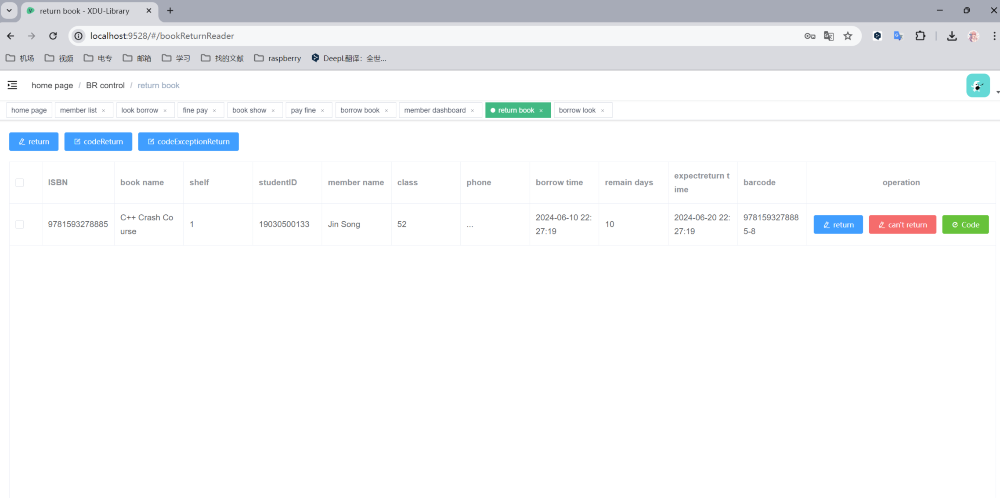 return book - XDU-Library
localhost:9528/#/bookReturnReader
机场 视频 电专 邮箱 学习 找的文献 raspberry DeepL翻译：全世...
home page / BR control / return book
home page member list × look borrow × fine pay × book show × pay fine × borrow book × member dashboard × return book × borrow look ×
return codeReturn codeExceptionReturn
ISBN book name shelf studentID member name class phone borrow time remain days expectreturn t barcode operation
ime
9781593278885 C++ Crash Co 1 19030500133 Jin Song 52 ... 2024-06-10 22: 10 2024-06-20 22: 978159327888 return can't return Code
urse 27:19 27:19 5-8